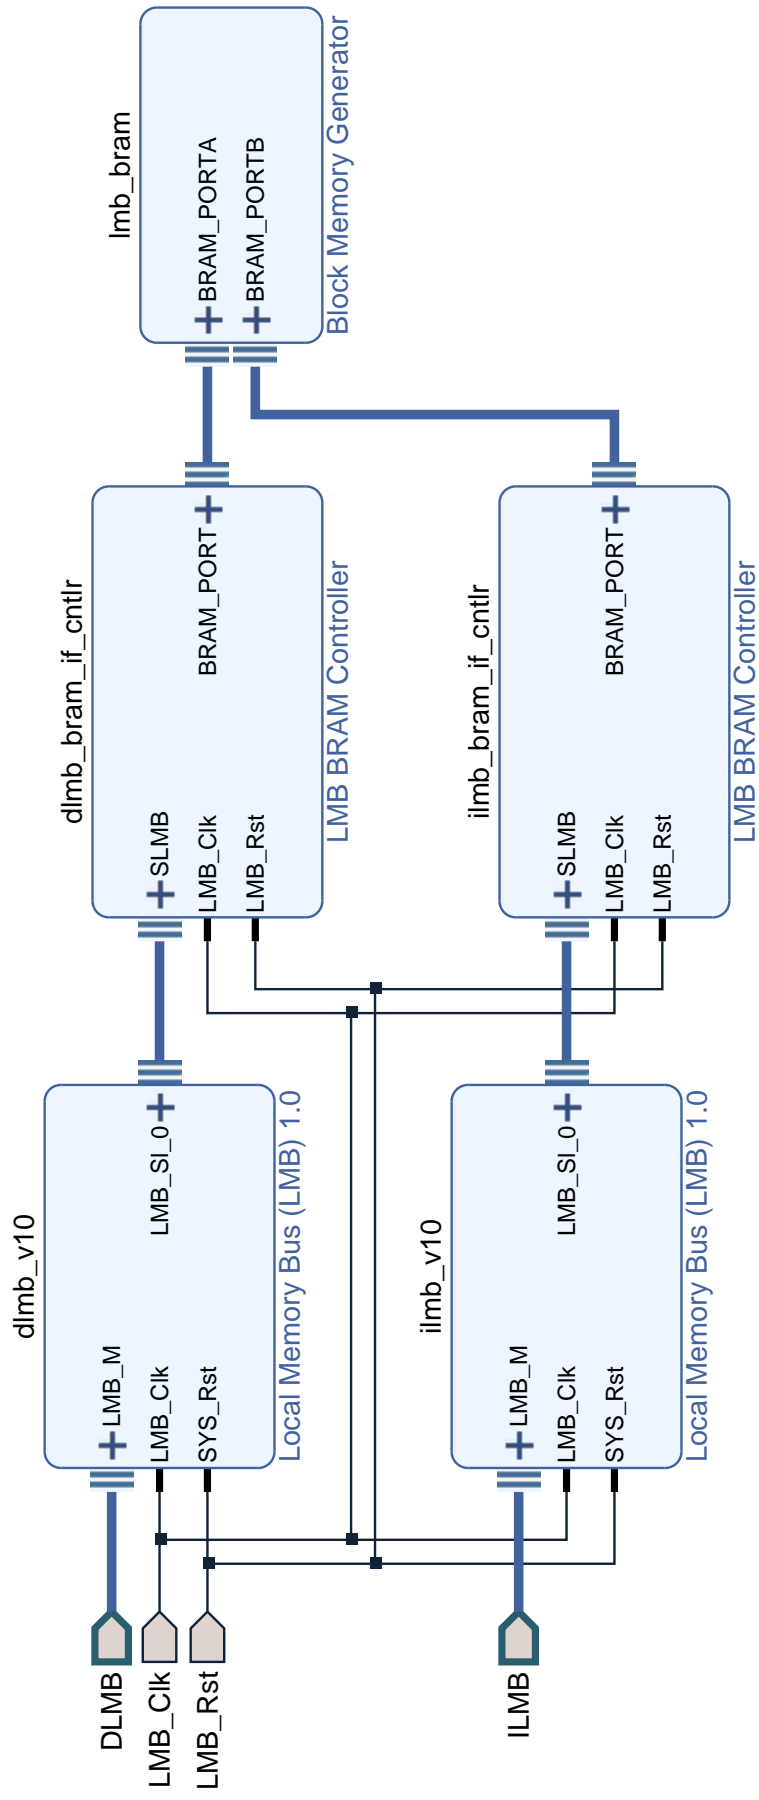 DLMB
LMB_Clk
LMB_Rst
ILMB
dlmb_v10
LMB_M
LMB_Clk
SYS_Rst
LMB_Sl_0
Local Memory Bus (LMB) 1.0
dlmb_bram_if_cntlr
SLMB
LMB_Clk
LMB_Rst
BRAM_PORT
LMB BRAM Controller
lmb_bram
BRAM_PORTA
BRAM_PORTB
Block Memory Generator
ilmb_v10
LMB_M
LMB_Clk
SYS_Rst
LMB_Sl_0
Local Memory Bus (LMB) 1.0
ilmb_bram_if_cntlr
SLMB
LMB_Clk
LMB_Rst
BRAM_PORT
LMB BRAM Controller